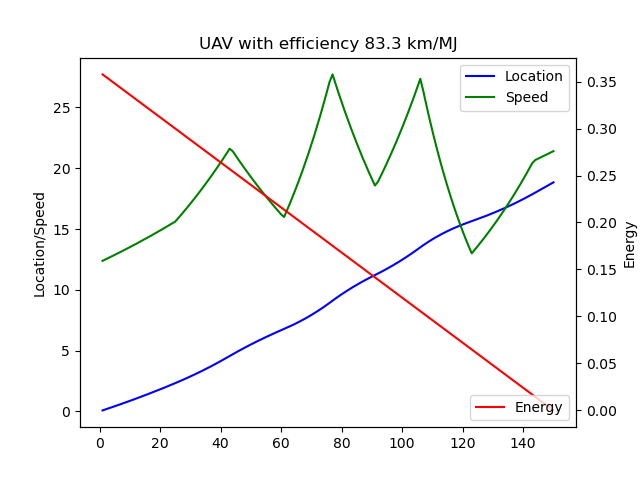 UAV with efficiency 83.3 km/MJ
Location
Speed
Energy
Location/Speed
Energy
0
5
10
15
20
25
0.00
0.05
0.10
0.15
0.20
0.25
0.30
0.35
0 20 40 60 80 100 120 140